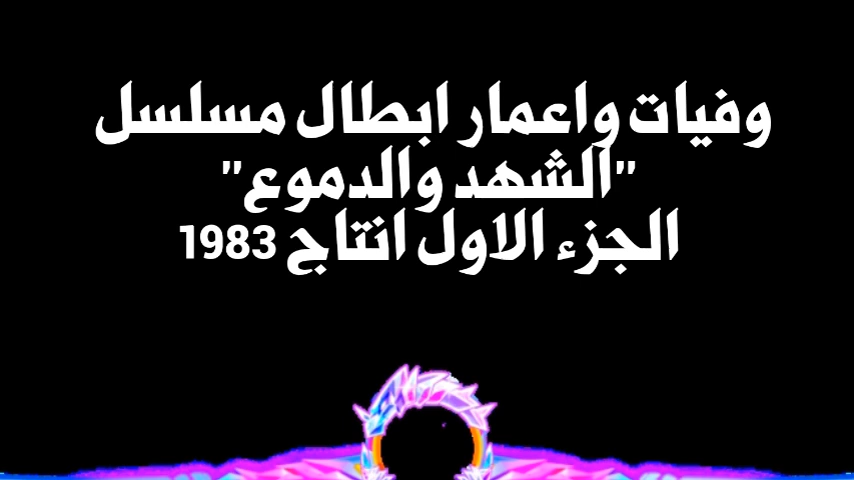 وفيات واعمار ابطال مسلسل
"الشهد والدموع"
الجزء الاول انتاج 1983